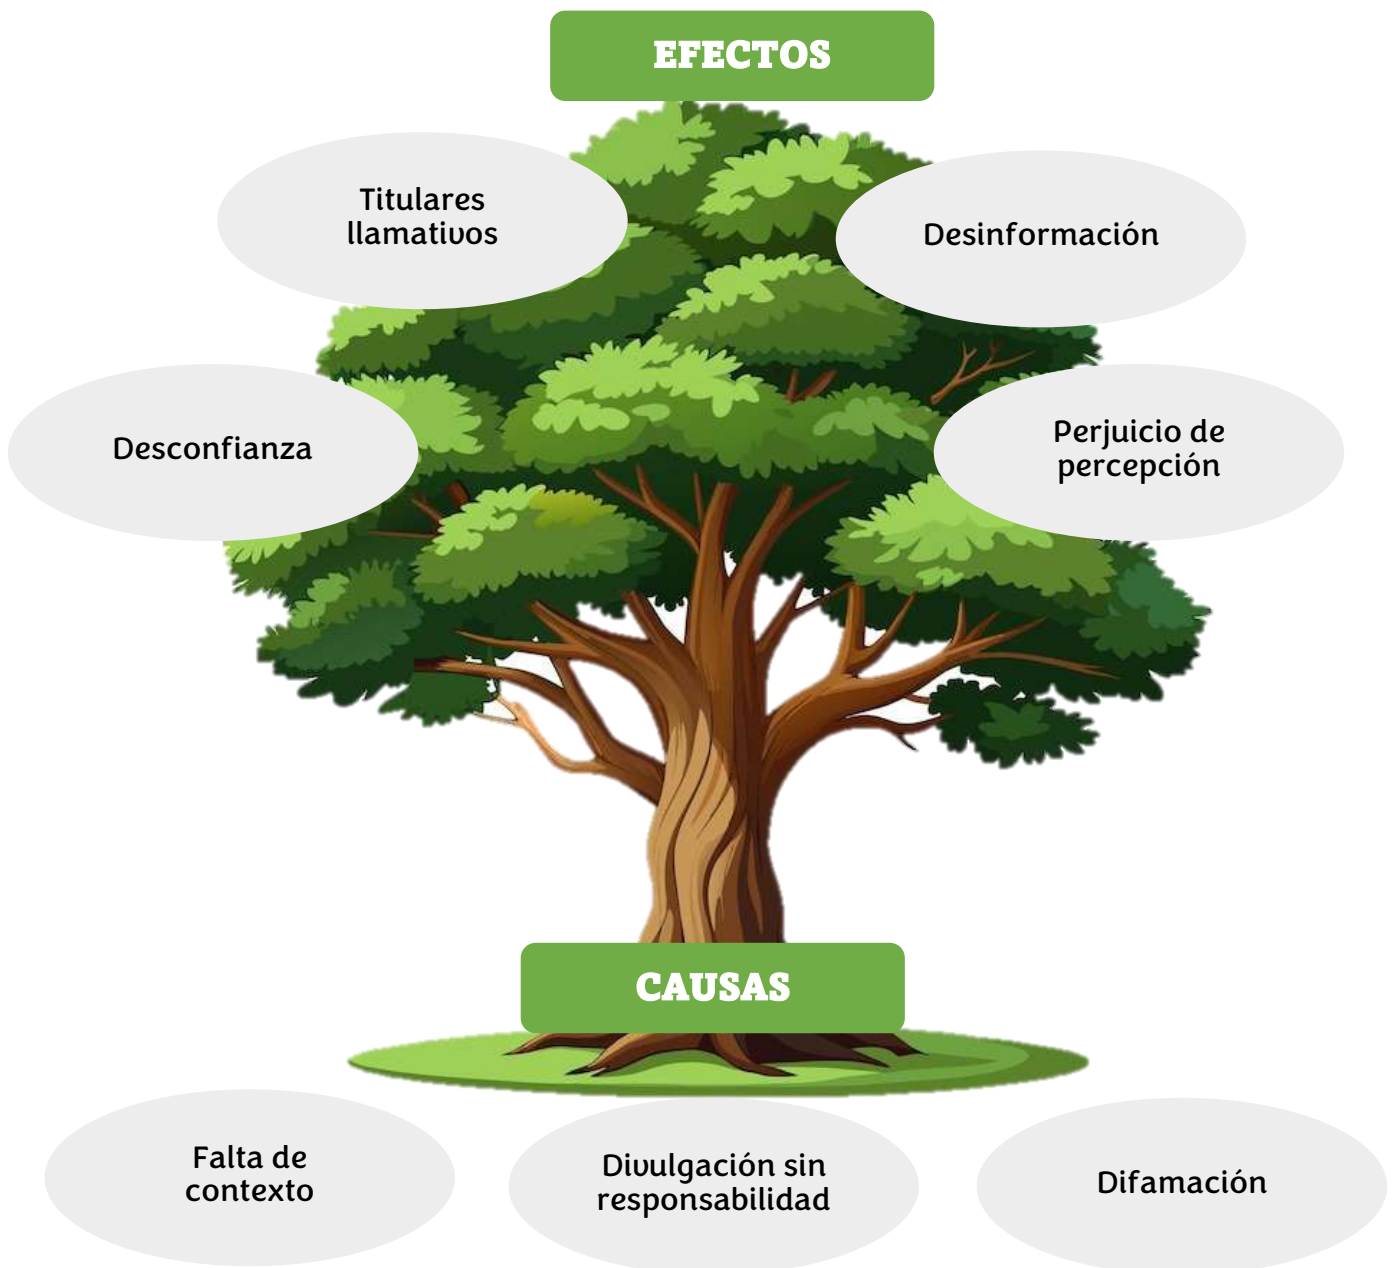 EFECTOS
Titulares
llamativos
Desinformación
Desconfianza
Perjuicio de
percepción
CAUSAS
Falta de
contexto
Divulgación sin
responsabilidad
Difamación